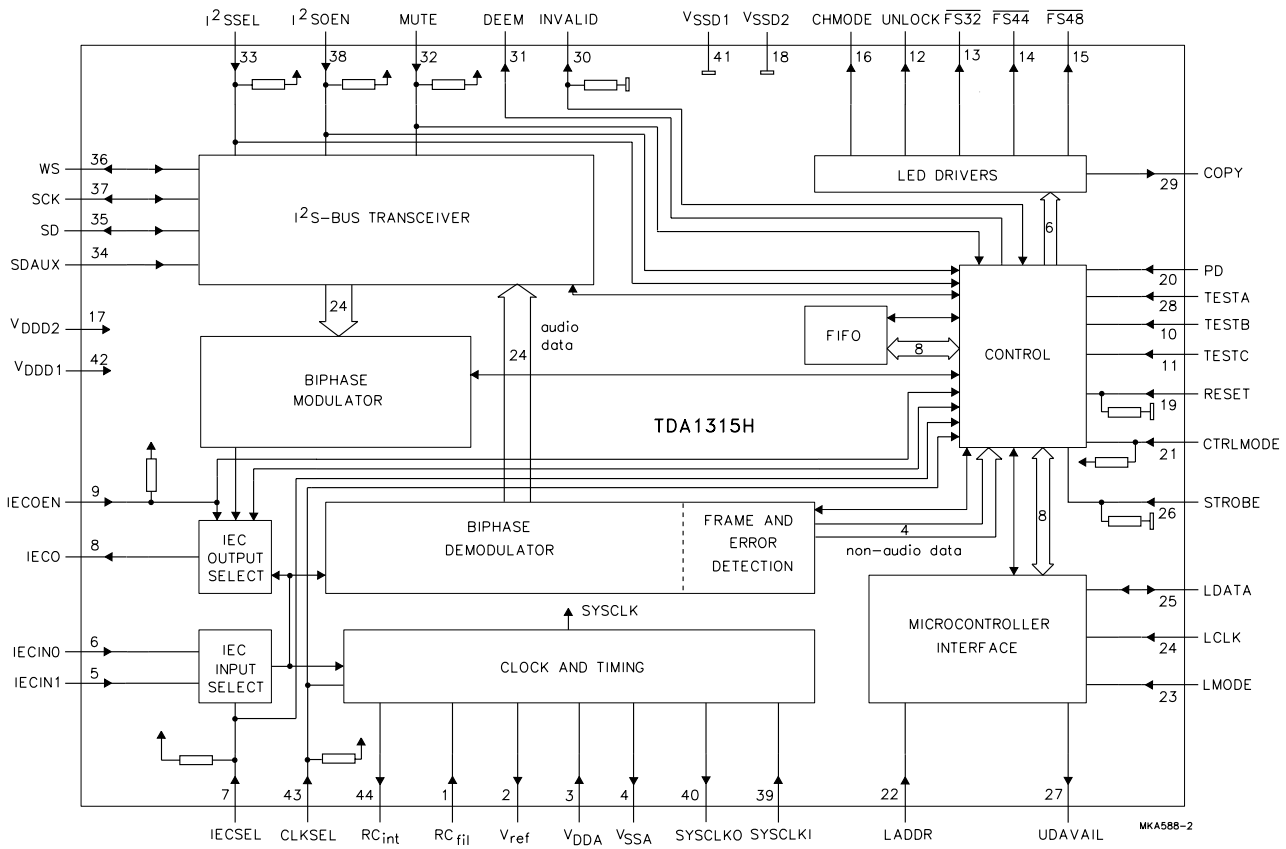 I²SSEL I²SOEN MUTE DEEM INVALID VSSD1 VSSD2 CHMODE UNLOCK FS32 FS44 FS48
33 38 32 31 30 41 18 16 12 13 14 15
WS 36
SCK 37
SD 35
SDAUX 34
I²S-BUS TRANSCEIVER
LED DRIVERS
29 COPY
6
VDDD2 17
VDDD1 42
24
24
audio
data
BIPHASE
MODULATOR
FIFO
8
CONTROL
PD
20
TESTA
28
TESTB
10
TESTC
11
RESET
19
CTRLMODE
21
STROBE
26
TDA1315H
IECOEN 9
IECO 8
IEC
OUTPUT
SELECT
BIPHASE
DEMODULATOR
FRAME AND
ERROR
DETECTION
4
non-audio data
8
SYSCLK
IECIN0 6
IECIN1 5
IEC
INPUT
SELECT
CLOCK AND TIMING
MICROCONTROLLER
INTERFACE
LDATA
25
LCLK
24
LMODE
23
7 43 44 1 2 3 4 40 39 22 27
IECSEL CLKSEL RCint RCfil Vref VDDA VSSA SYSCLKO SYSCLKI LADDR UDAVAIL
MKA588-2